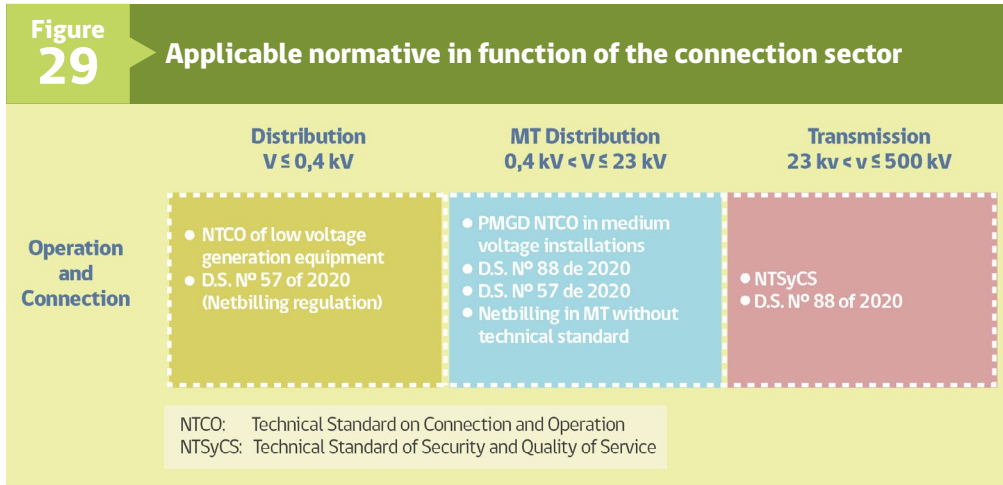 Figure
29
Applicable normative in function of the connection sector
Distribution
V ≤ 0,4 kV
MT Distribution
0,4 kV < V ≤ 23 kV
Transmission
23 kv < v ≤ 500 kV
Operation
and
Connection
● NTCO of low voltage
generation equipment
● D.S. Nº 57 of 2020
(Netbilling regulation)
● PMGD NTCO in medium
voltage installations
● D.S. Nº 88 de 2020
● D.S. Nº 57 de 2020
● Netbilling in MT without
technical standard
● NTSyCS
● D.S. Nº 88 of 2020
NTCO: Technical Standard on Connection and Operation
NTSyCS: Technical Standard of Security and Quality of Service